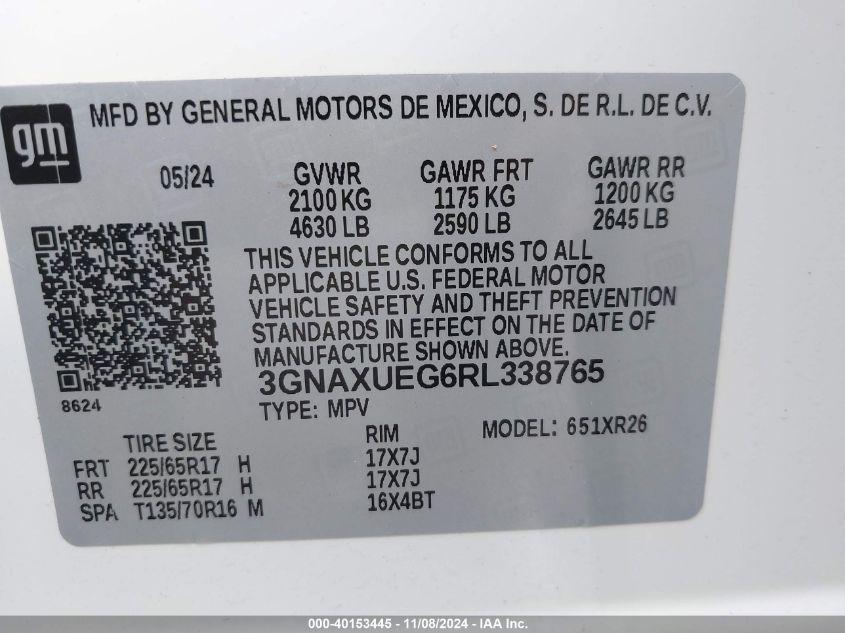 gm
MFD BY GENERAL MOTORS DE MEXICO, S. DE R.L. DE C.V.
05/24 GVWR GAWR FRT GAWR RR
2100 KG 1175 KG 1200 KG
4630 LB 2590 LB 2645 LB
THIS VEHICLE CONFORMS TO ALL
APPLICABLE U.S. FEDERAL MOTOR
VEHICLE SAFETY AND THEFT PREVENTION
STANDARDS IN EFFECT ON THE DATE OF
MANUFACTURE SHOWN ABOVE.
3GNAXUEG6RL338765
8624
TYPE: MPV
MODEL: 651XR26
TIRE SIZE RIM
FRT 225/65R17 H 17X7J
RR 225/65R17 H 17X7J
SPA T135/70R16 M 16X4BT
000-40153445 - 11/08/2024 - IAA Inc.